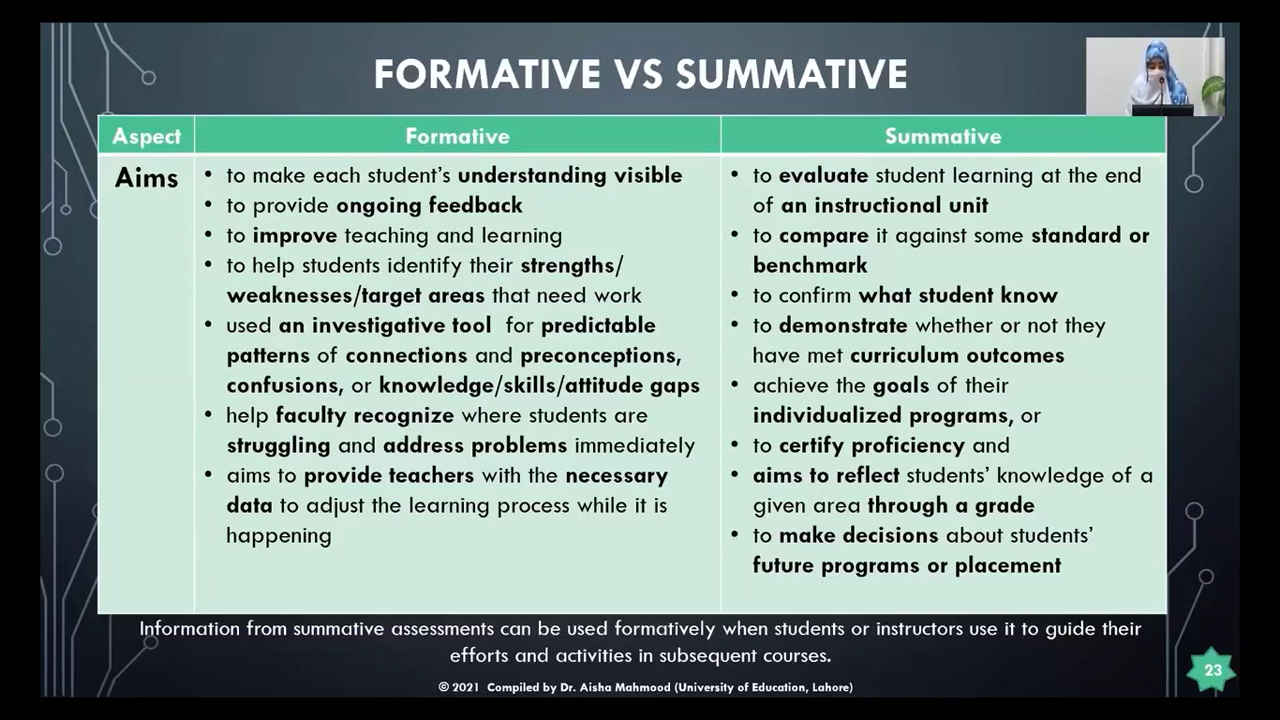 FORMATIVE VS SUMMATIVE
Aspect
Formative
Summative
Aims
• to make each student's understanding visible
• to provide ongoing feedback
• to improve teaching and learning
• to help students identify their strengths/
weaknesses/target areas that need work
• used an investigative tool for predictable
patterns of connections and preconceptions,
confusions, or knowledge/skills/attitude gaps
• help faculty recognize where students are
struggling and address problems immediately
• aims to provide teachers with the necessary
data to adjust the learning process while it is
happening
• to evaluate student learning at the end
of an instructional unit
• to compare it against some standard or
benchmark
• to confirm what student know
• to demonstrate whether or not they
have met curriculum outcomes
• achieve the goals of their
individualized programs, or
• to certify proficiency and
• aims to reflect students' knowledge of a
given area through a grade
• to make decisions about students'
future programs or placement
Information from summative assessments can be used formatively when students or instructors use it to guide their
efforts and activities in subsequent courses.
© 2021 Compiled by Dr. Aisha Mahmood (University of Education, Lahore)
23